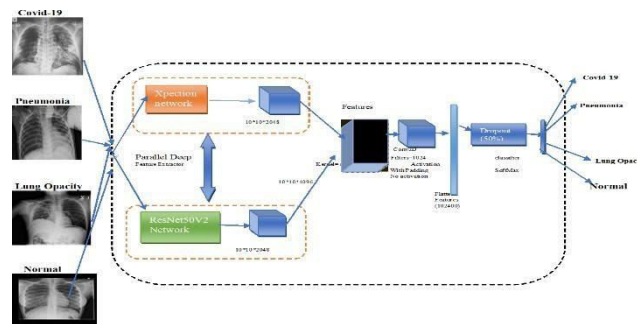 Covid-19
Pneumonia
Lung Opacity
Normal
Xpection
network
10*10*2048
Parallel Deep
Feature Extractor
ResNet50V2
Network
10*10*2048
Features
Kernel=
10*10*4096
Conv2D
Filters=1024
Activation
With Padding
No activation
Flatten
Features
(102400)
Dropout
(50%)
classifier
SoftMax
Covid 19
Pneumonia
Lung Opac
Normal